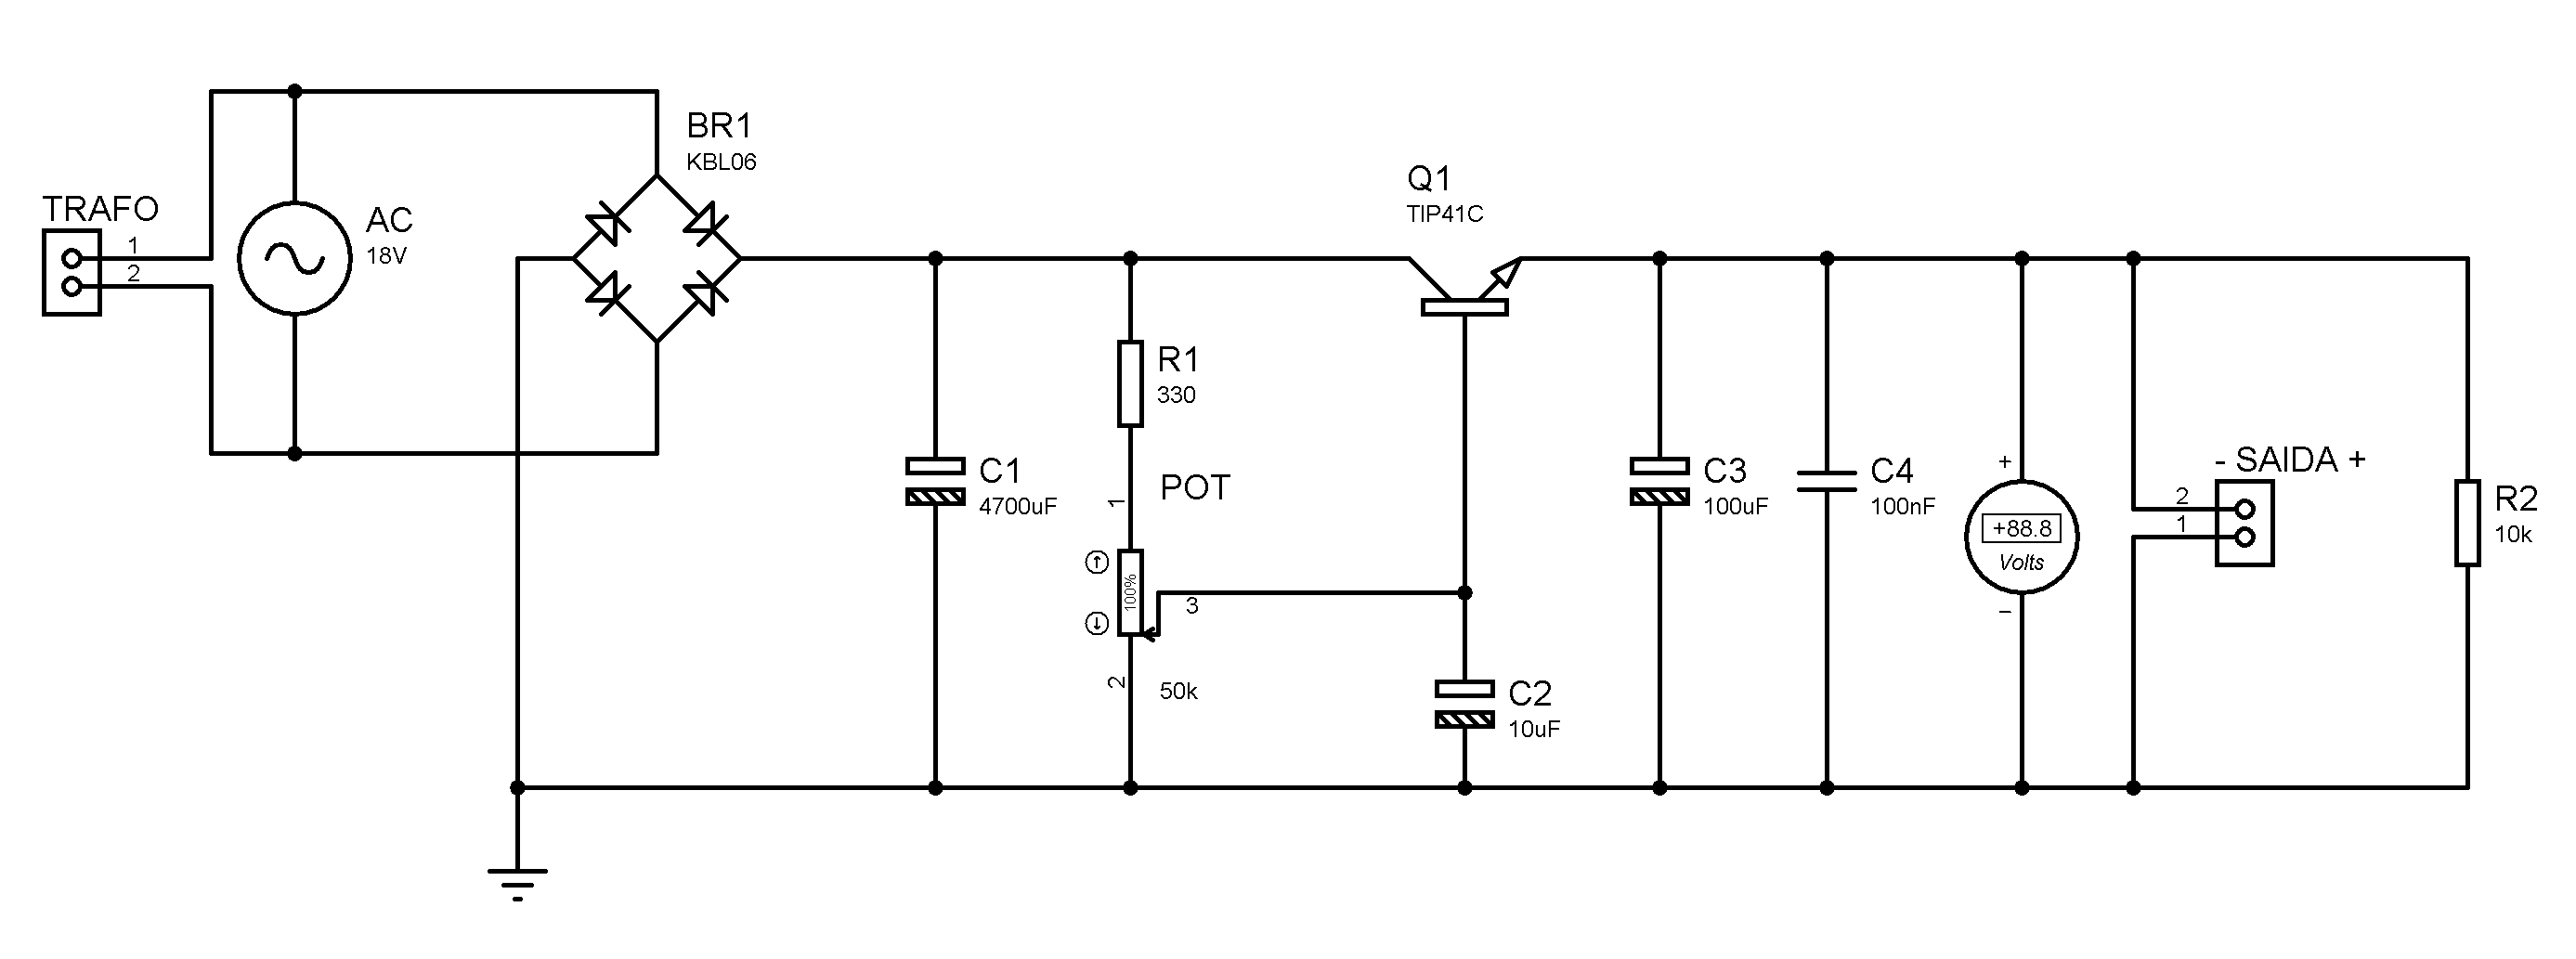 BR1
KBL06
Q1
TIP41C
TRAFO
1
2
AC
18V
R1
330
C1
4700uF
1
POT
100%
3
2
50k
C2
10uF
C3
100uF
C4
100nF
+
+88.8
Volts
−
- SAIDA +
2
1
R2
10k